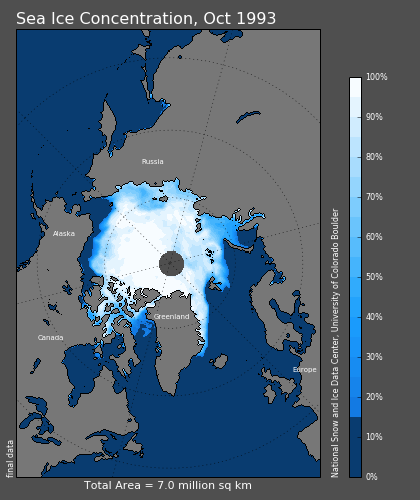 Sea Ice Concentration, Oct 1993
100%
90%
80%
70%
60%
50%
40%
30%
20%
10%
0%
Russia
Alaska
Greenland
Canada
Europe
National Snow and Ice Data Center, University of Colorado Boulder
final data
Total Area = 7.0 million sq km